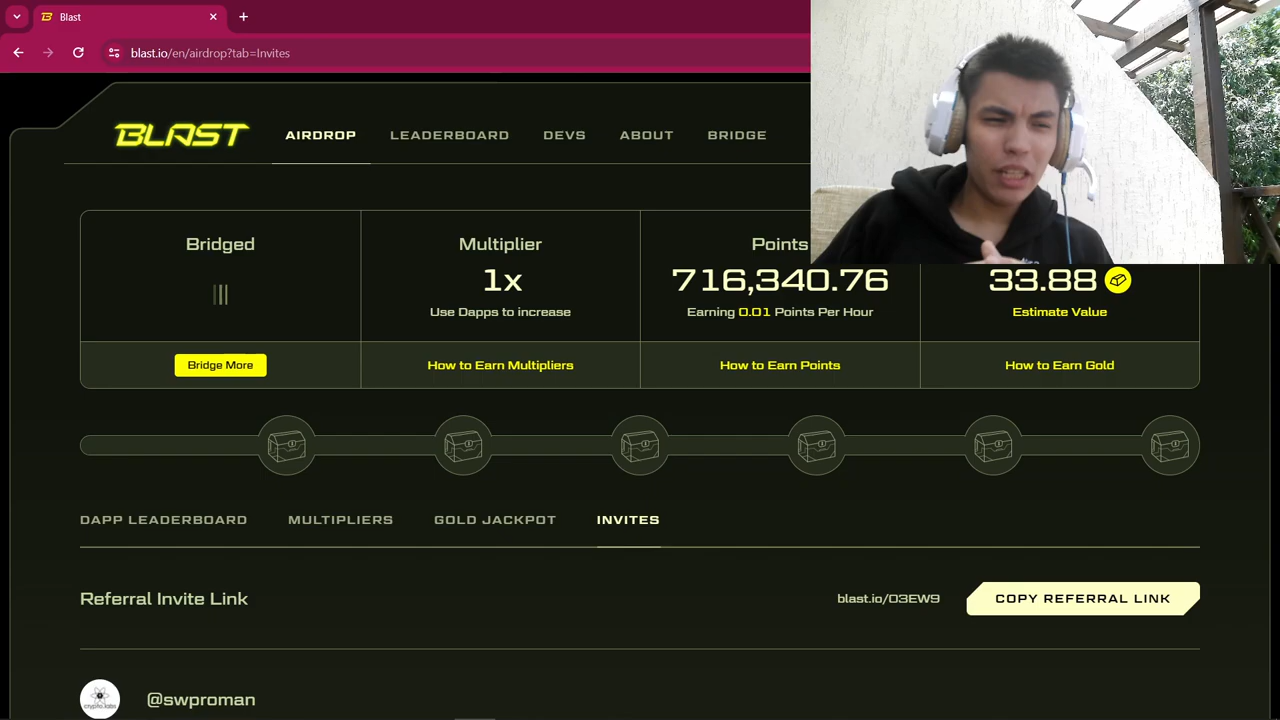 Blast
blast.io/en/airdrop?tab=Invites
BLAST
AIRDROP
LEADERBOARD
DEVS
ABOUT
BRIDGE
Bridged
Bridge More
Multiplier
1x
Use Dapps to increase
How to Earn Multipliers
Points
716,340.76
Earning 0.01 Points Per Hour
How to Earn Points
33.88
Estimate Value
How to Earn Gold
DAPP LEADERBOARD
MULTIPLIERS
GOLD JACKPOT
INVITES
Referral Invite Link
blast.io/O3EW9
COPY REFERRAL LINK
crypto.labs
@swproman